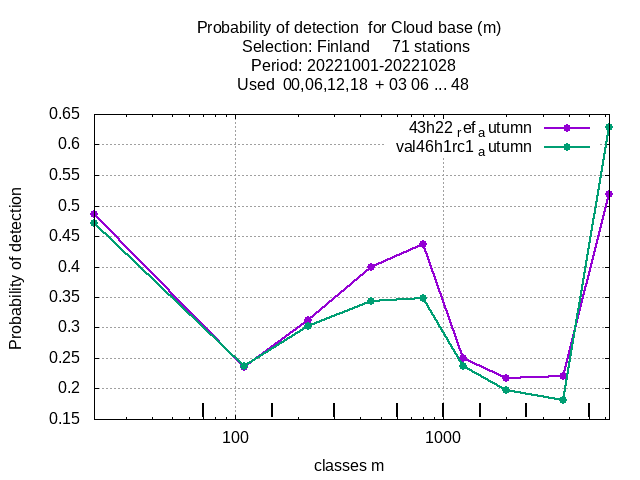 Probability of detection for Cloud base (m)
Selection: Finland 71 stations
Period: 20221001-20221028
Used 00,06,12,18 + 03 06 ... 48
43h22 ref autumn
val46h1rc1 autumn
0.65
0.6
0.55
0.5
0.45
0.4
0.35
0.3
0.25
0.2
0.15
Probability of detection
100
1000
classes m